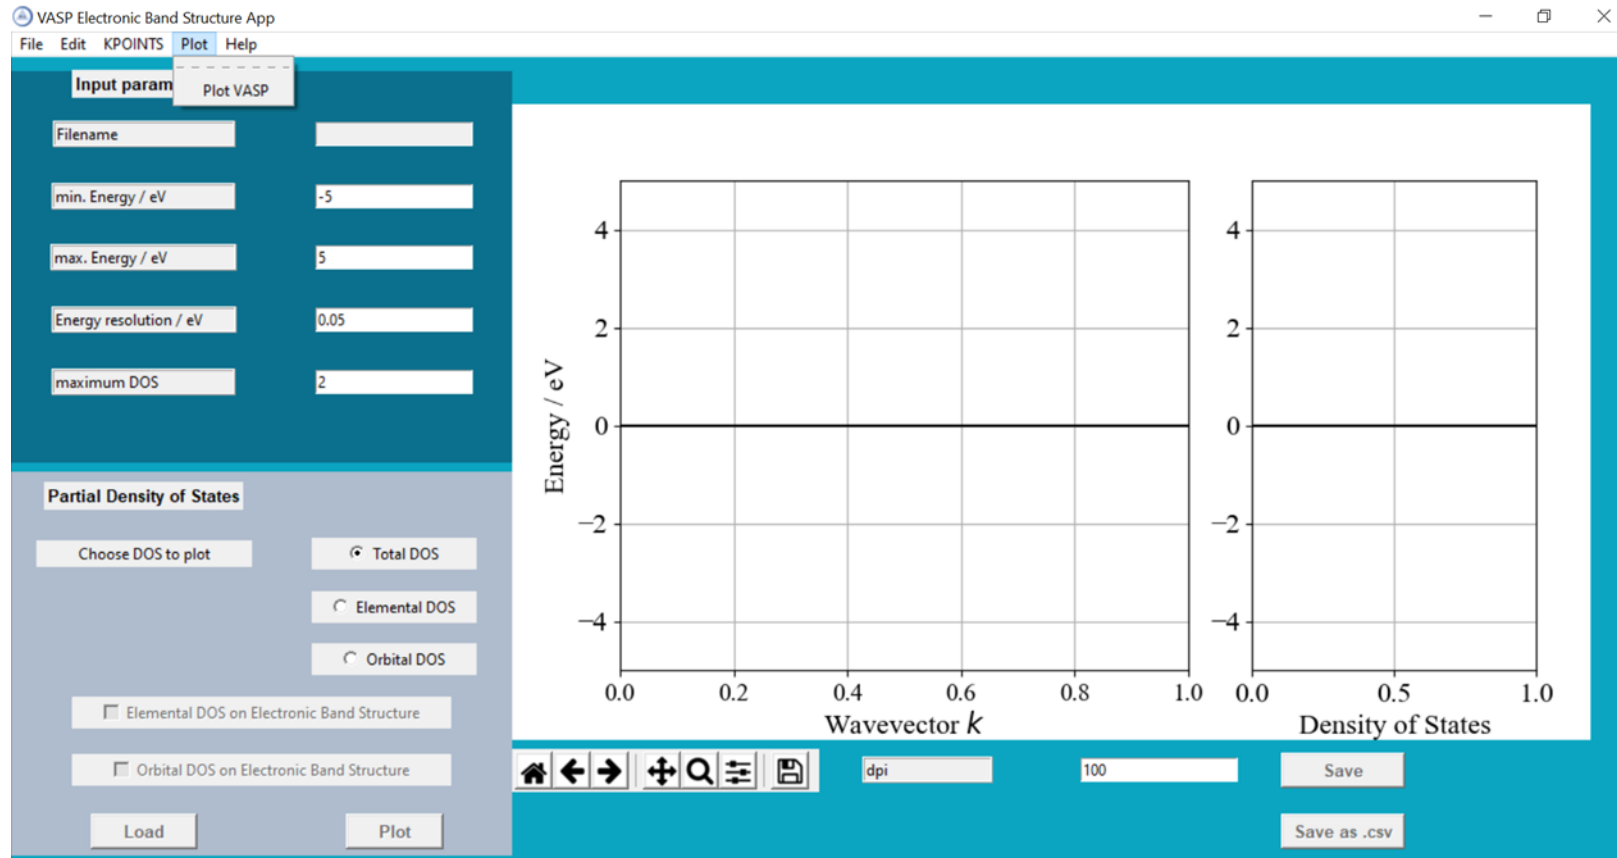 VASP Electronic Band Structure App
File Edit KPOINTS Plot Help
Plot VASP
Input param
Filename
min. Energy / eV -5
max. Energy / eV 5
Energy resolution / eV 0.05
maximum DOS 2
Partial Density of States
Choose DOS to plot
Total DOS
Elemental DOS
Orbital DOS
Elemental DOS on Electronic Band Structure
Orbital DOS on Electronic Band Structure
Load Plot
Energy / eV
4
2
0
−2
−4
0.0 0.2 0.4 0.6 0.8 1.0
Wavevector k
4
2
0
−2
−4
0.0 0.5 1.0
Density of States
dpi 100 Save
Save as .csv